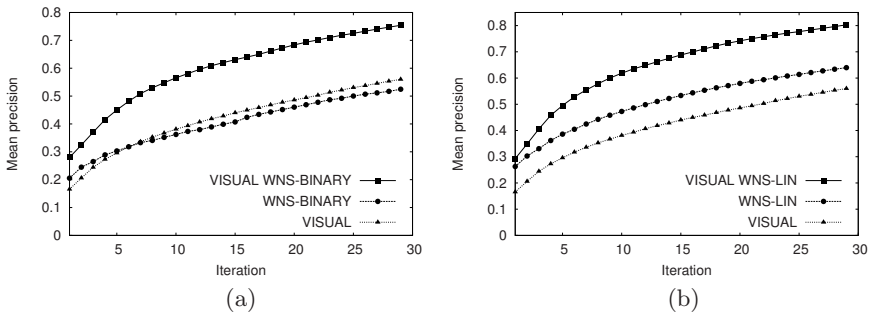 Mean precision
0.8
0.7
0.6
0.5
0.4
0.3
0.2
0.1
0
VISUAL WNS-BINARY
WNS-BINARY
VISUAL
5 10 15 20 25 30
Iteration
(a)
Mean precision
0.8
0.7
0.6
0.5
0.4
0.3
0.2
0.1
0
VISUAL WNS-LIN
WNS-LIN
VISUAL
5 10 15 20 25 30
Iteration
(b)